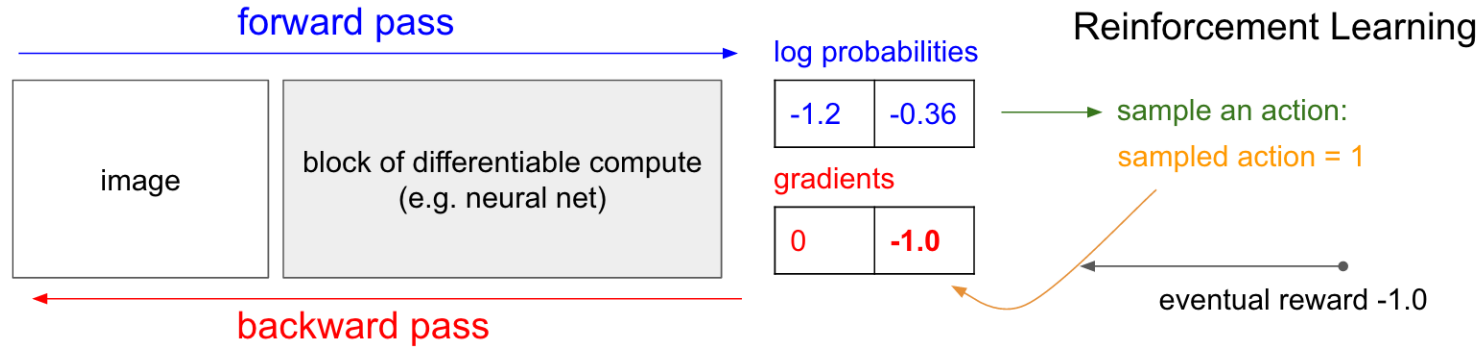 forward pass
Reinforcement Learning
log probabilities
-1.2 -0.36
sample an action:
sampled action = 1
image
block of differentiable compute
(e.g. neural net)
gradients
0 -1.0
eventual reward -1.0
backward pass